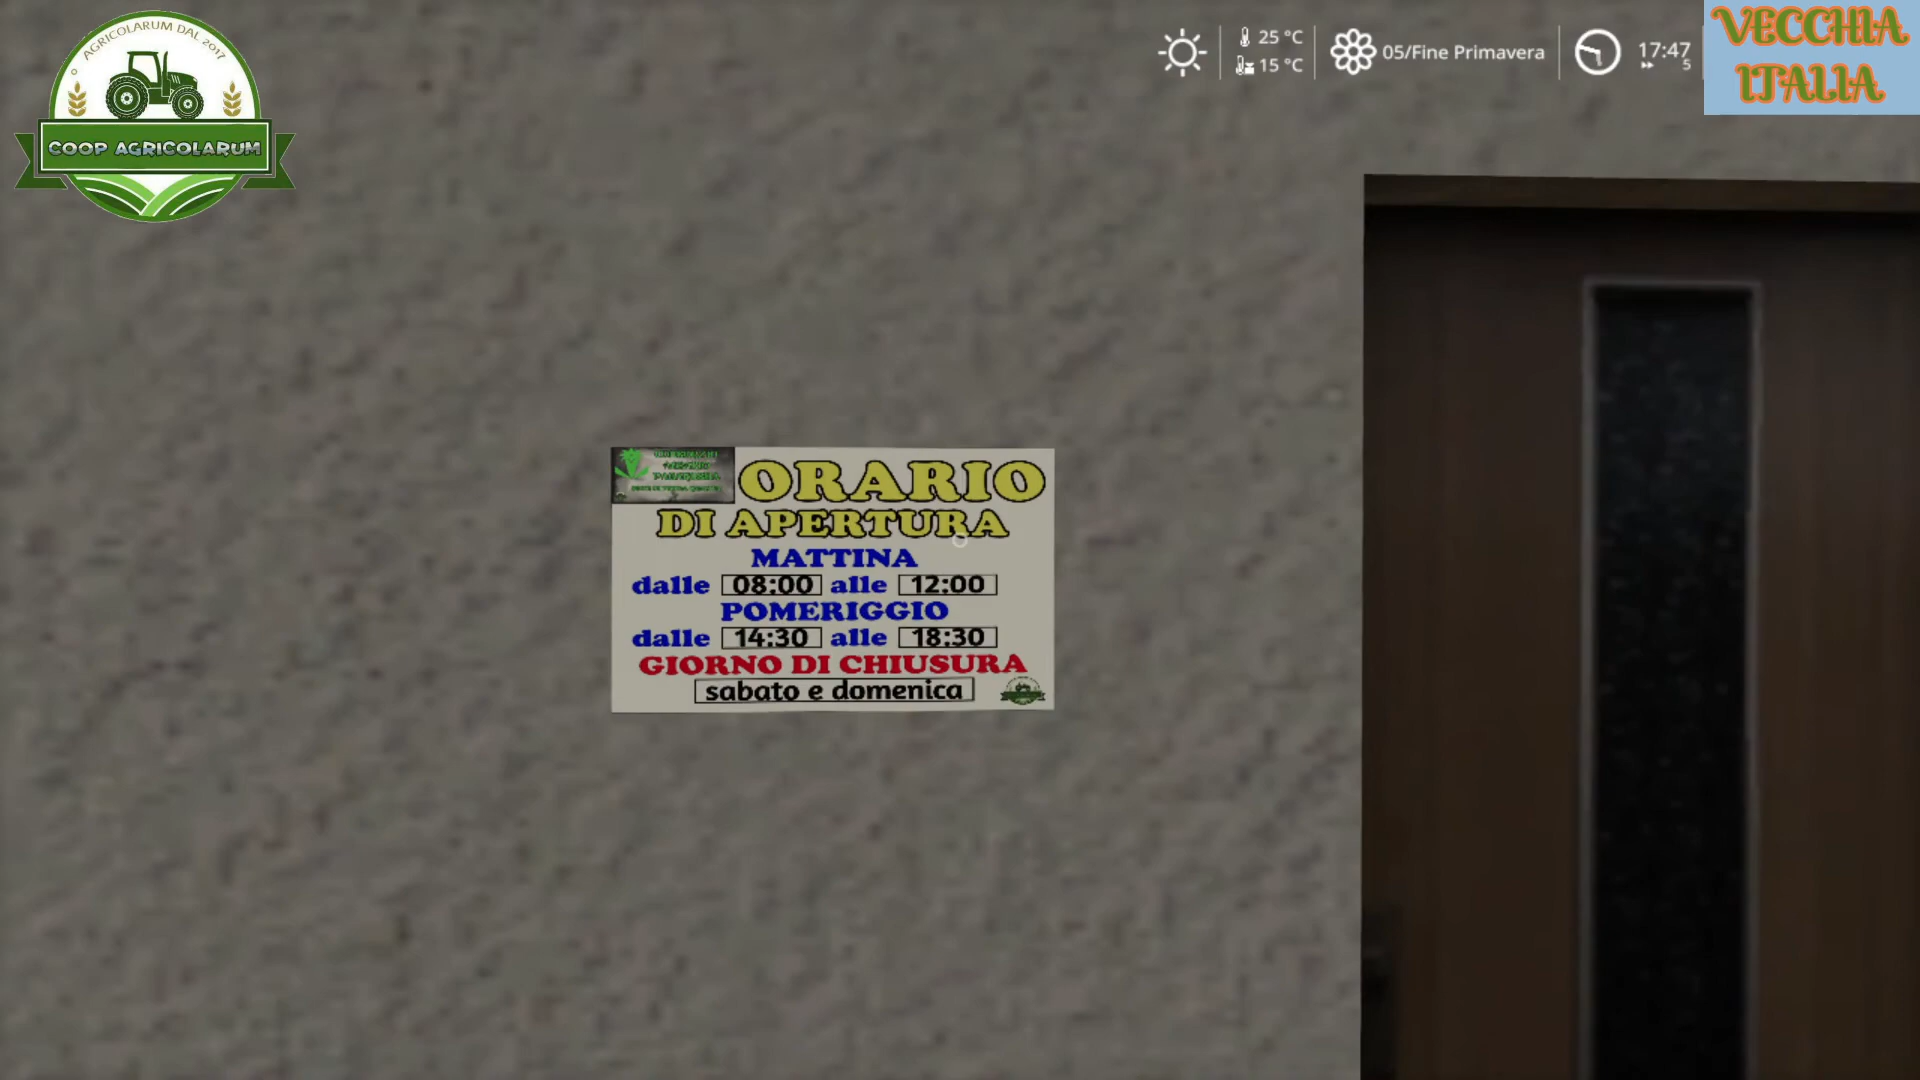 AGRICOLARUM DAL 2017
COOP AGRICOLARUM
25 °C
15 °C
05/Fine Primavera
17:47
5
VECCHIA
ITALIA
ORARIO
DI APERTURA
MATTINA
dalle 08:00 alle 12:00
POMERIGGIO
dalle 14:30 alle 18:30
GIORNO DI CHIUSURA
sabato e domenica